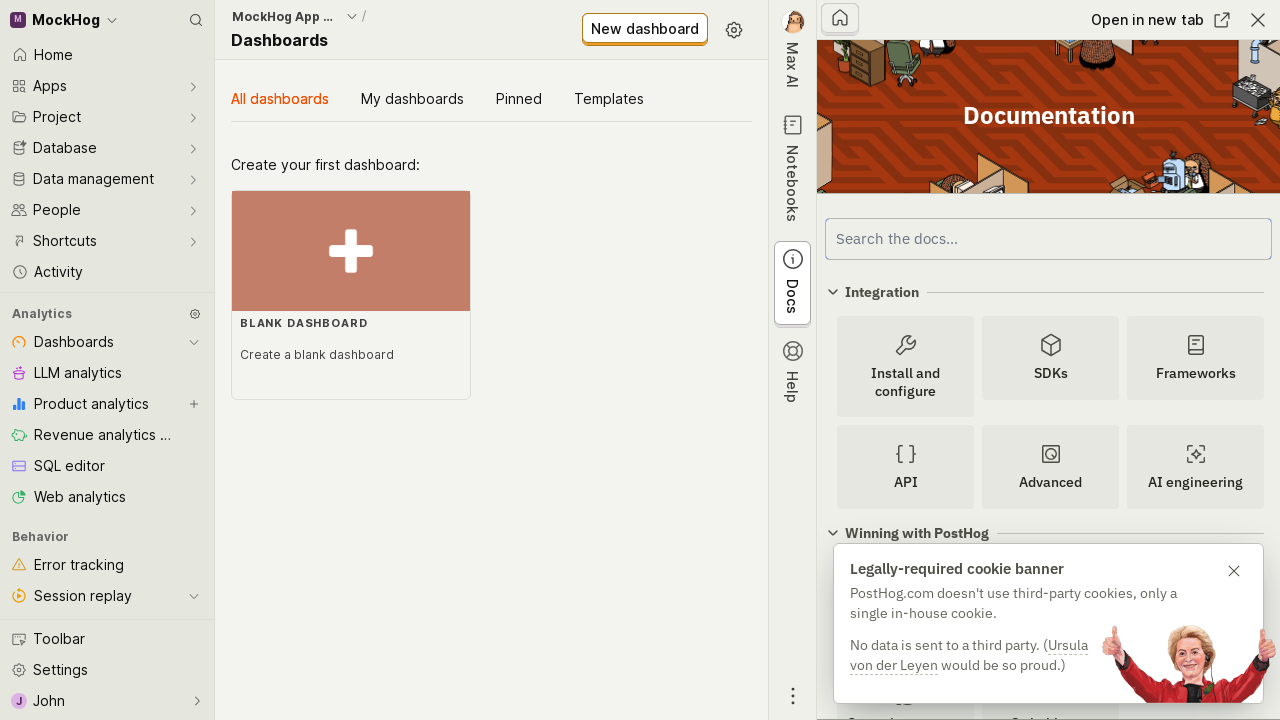 M MockHog
Home
Apps
Project
Database
Data management
People
Shortcuts
Activity
Analytics
Dashboards
LLM analytics
Product analytics
Revenue analytics ...
SQL editor
Web analytics
Behavior
Error tracking
Session replay
Toolbar
Settings
J John
MockHog App ... /
Dashboards
New dashboard
All dashboards
My dashboards
Pinned
Templates
Create your first dashboard:
BLANK DASHBOARD
Create a blank dashboard
Max AI
Notebooks
Docs
Help
Open in new tab
Documentation
Search the docs...
Integration
Install and
configure
SDKs
Frameworks
API
Advanced
AI engineering
Winning with PostHog
Legally-required cookie banner
PostHog.com doesn't use third-party cookies, only a
single in-house cookie.
No data is sent to a third party. (Ursula
von der Leyen would be so proud.)